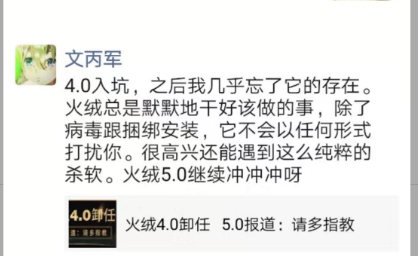 文丙军
4.0入坑，之后我几乎忘了它的存在。
火绒总是默默地干好该做的事，除了
病毒跟捆绑安装，它不会以任何形式
打扰你。很高兴还能遇到这么纯粹的
杀软。火绒5.0继续冲冲冲呀
4.0卸任
道：请多指教
火绒4.0卸任 5.0报道：请多指教